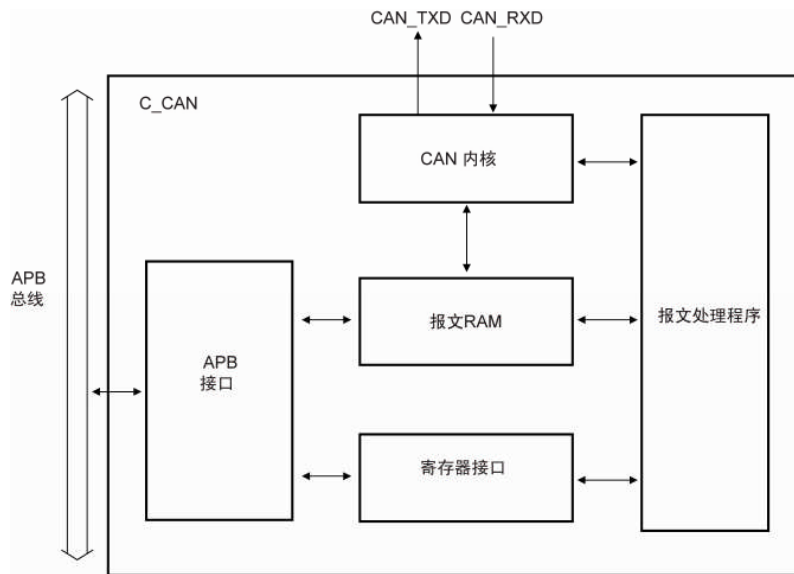 CAN_TXD CAN_RXD
C_CAN
CAN 内核
APB
总线
报文RAM
报文处理程序
APB
接口
寄存器接口